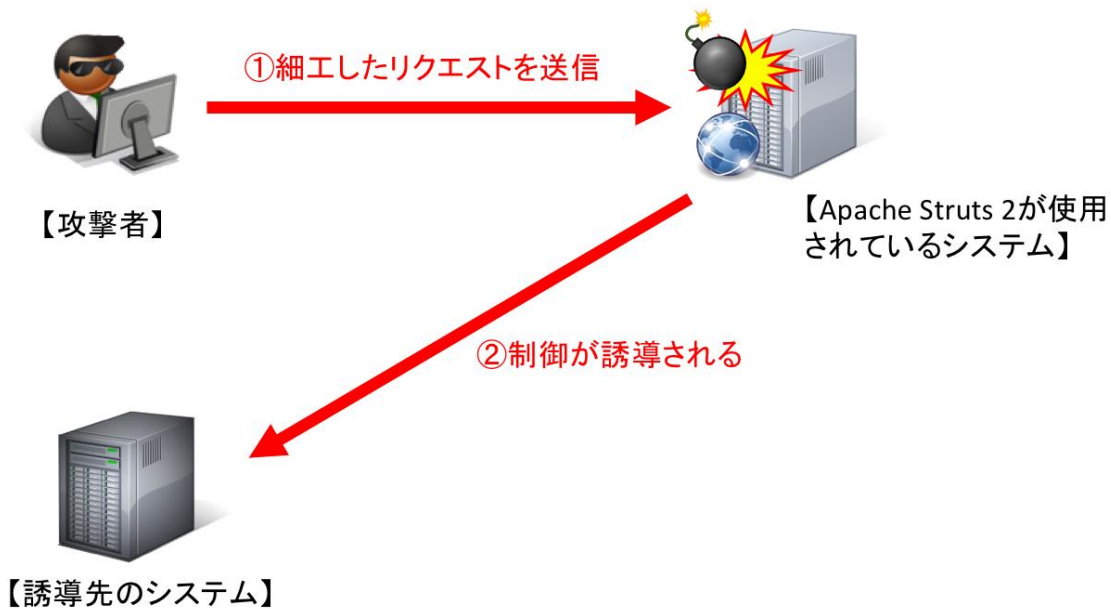 ①細工したリクエストを送信
【攻撃者】
【Apache Struts 2が使用
されているシステム】
②制御が誘導される
【誘導先のシステム】